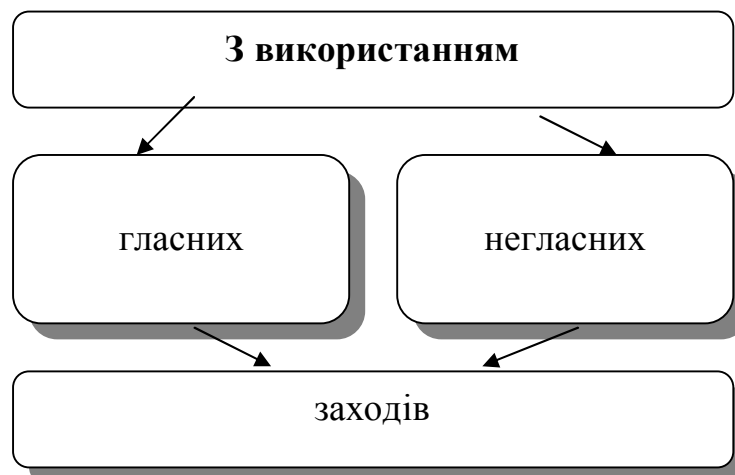 З використанням
гласних
негласних
заходів